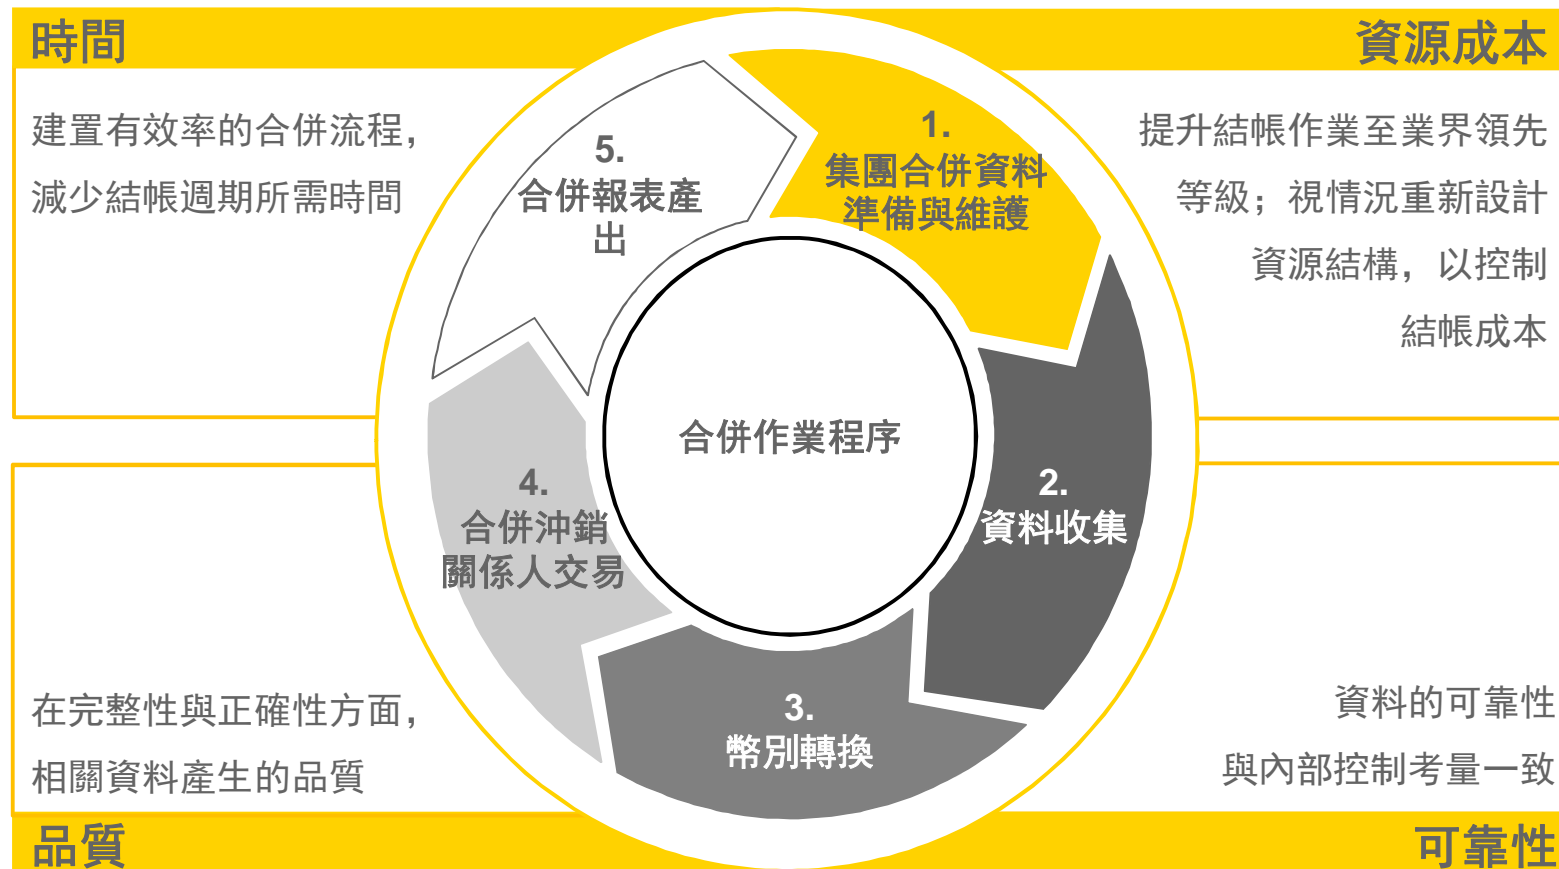 時間
建置有效率的合併流程,
減少結帳週期所需時間
資源成本
提升結帳作業至業界領先
等級；視情況重新設計
資源結構，以控制
結帳成本
1.
集團合併資料
準備與維護
2.
資料收集
3.
幣別轉換
4.
合併沖銷
關係人交易
5.
合併報表產
出
合併作業程序
在完整性與正確性方面,
相關資料產生的品質
品質
資料的可靠性
與內部控制考量一致
可靠性